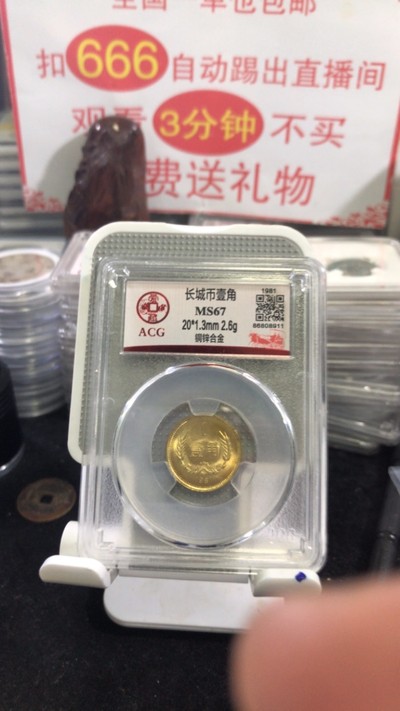 全国一单也包邮
扣666自动踢出直播间
观看3分钟不买
费送礼物
长城币壹角
MS67
20*1.3mm 2.6g
铜锌合金
ACG
1981
86808911
壹角